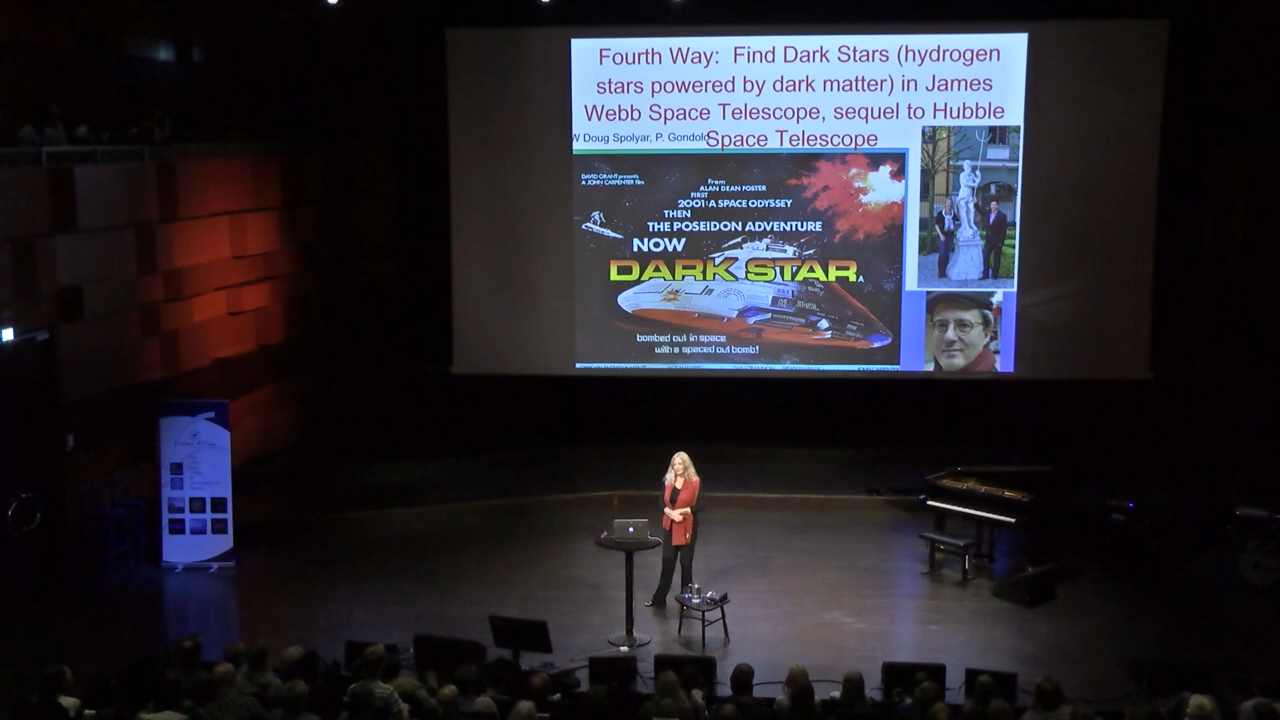 Fourth Way: Find Dark Stars (hydrogen
stars powered by dark matter) in James
Webb Space Telescope, sequel to Hubble
Space Telescope
W Doug Spolyar, P. Gondolo
DAVID GRANT presents
A JOHN CARPENTER film
From
ALAN DEAN FOSTER
FIRST
2001: A SPACE ODYSSEY
THEN
THE POSEIDON ADVENTURE
NOW
DARK STAR
bombed out in space
with a spaced out bomb!